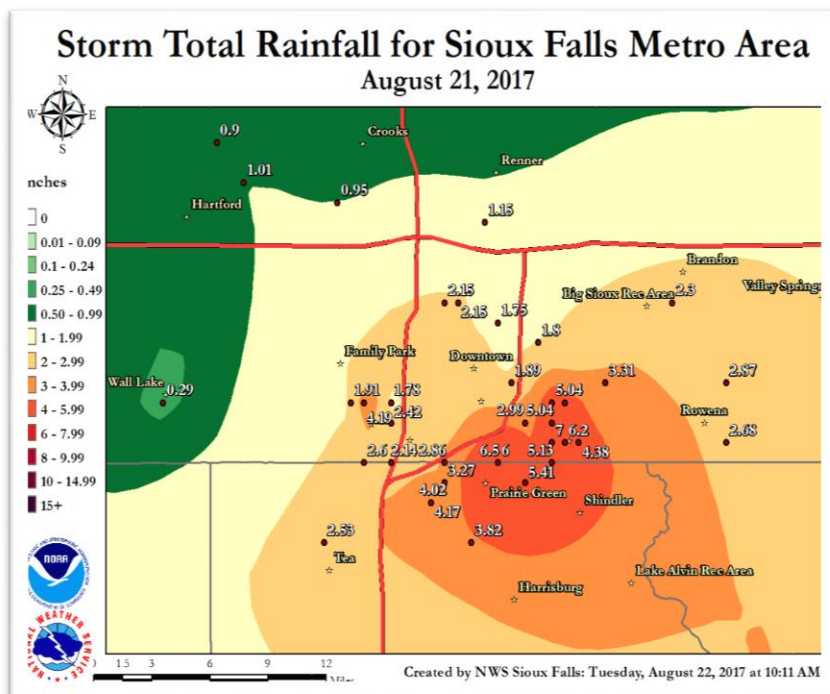 Storm Total Rainfall for Sioux Falls Metro Area
August 21, 2017
N
W E
S
nches
0
0.01 - 0.09
0.1 - 0.24
0.25 - 0.49
0.50 - 0.99
1 - 1.99
2 - 2.99
3 - 3.99
4 - 5.99
6 - 7.99
8 - 9.99
10 - 14.99
15+
0.9
Crooks
1.01
Renner
0.95
Hartford
1.15
Brandon
2.15
Big Sioux Rec Area
2.3
Valley Springs
2.15
1.75
1.8
Family Park
Downtown
Wall Lake
0.29
1.91
1.78
1.89
3.31
2.87
4.19
2.42
2.99
5.04
5.04
Rowena
7
6.2
2.68
2.6
2.14
2.86
6.5
6
5.13
4.38
3.27
5.41
4.02
Prairie Green
4.17
Shindler
2.53
3.82
Tea
Harrisburg
Lake Alvin Rec Area
NOAA
NATIONAL WEATHER SERVICE
0 1.5 3 6 9 12
Miles
Created by NWS Sioux Falls: Tuesday, August 22, 2017 at 10:11 AM